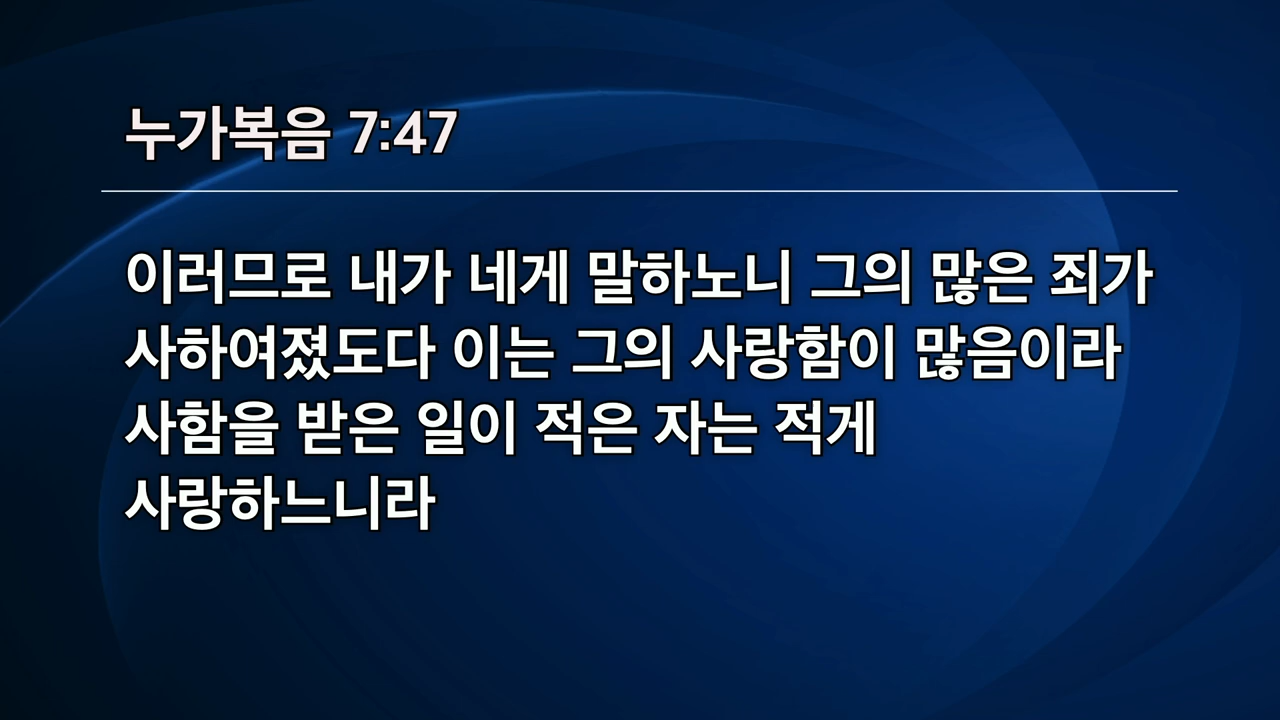 누가복음 7:47
이러므로 내가 네게 말하노니 그의 많은 죄가
사하여졌도다 이는 그의 사랑함이 많음이라
사함을 받은 일이 적은 자는 적게
사랑하느니라